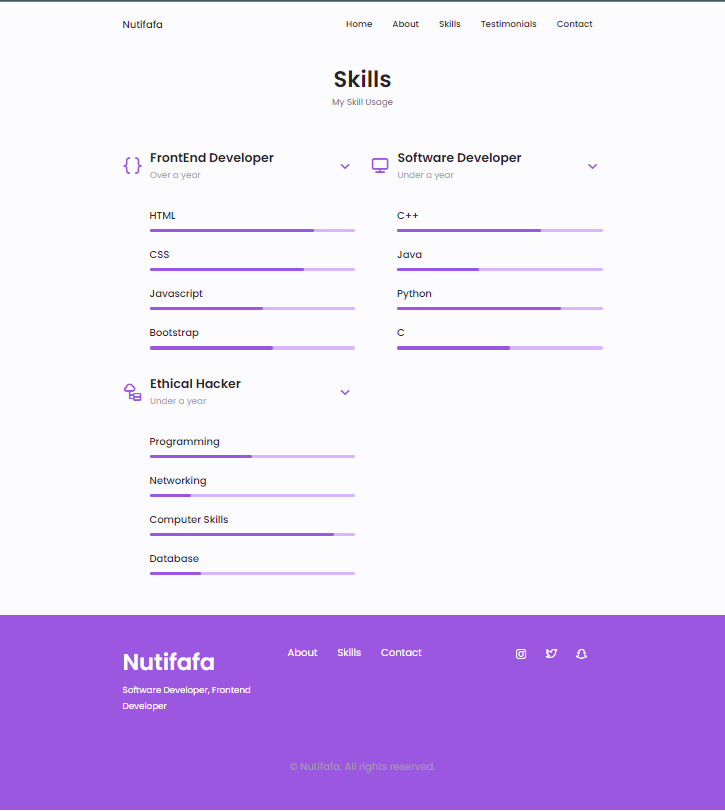 Nutifafa
Home About Skills Testimonials Contact
Skills
My Skill Usage
FrontEnd Developer
Over a year
HTML
CSS
Javascript
Bootstrap
Software Developer
Under a year
C++
Java
Python
C
Ethical Hacker
Under a year
Programming
Networking
Computer Skills
Database
Nutifafa
Software Developer, Frontend
Developer
About Skills Contact
© Nutifafa. All rights reserved.